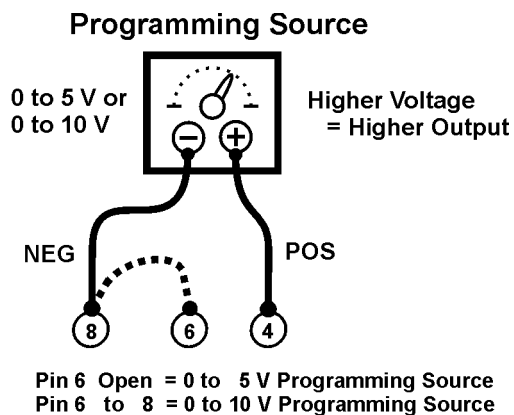 Programming Source
0 to 5 V or
0 to 10 V
Higher Voltage
= Higher Output
− +
NEG
POS
8 6 4
Pin 6 Open = 0 to 5 V Programming Source
Pin 6 to 8 = 0 to 10 V Programming Source